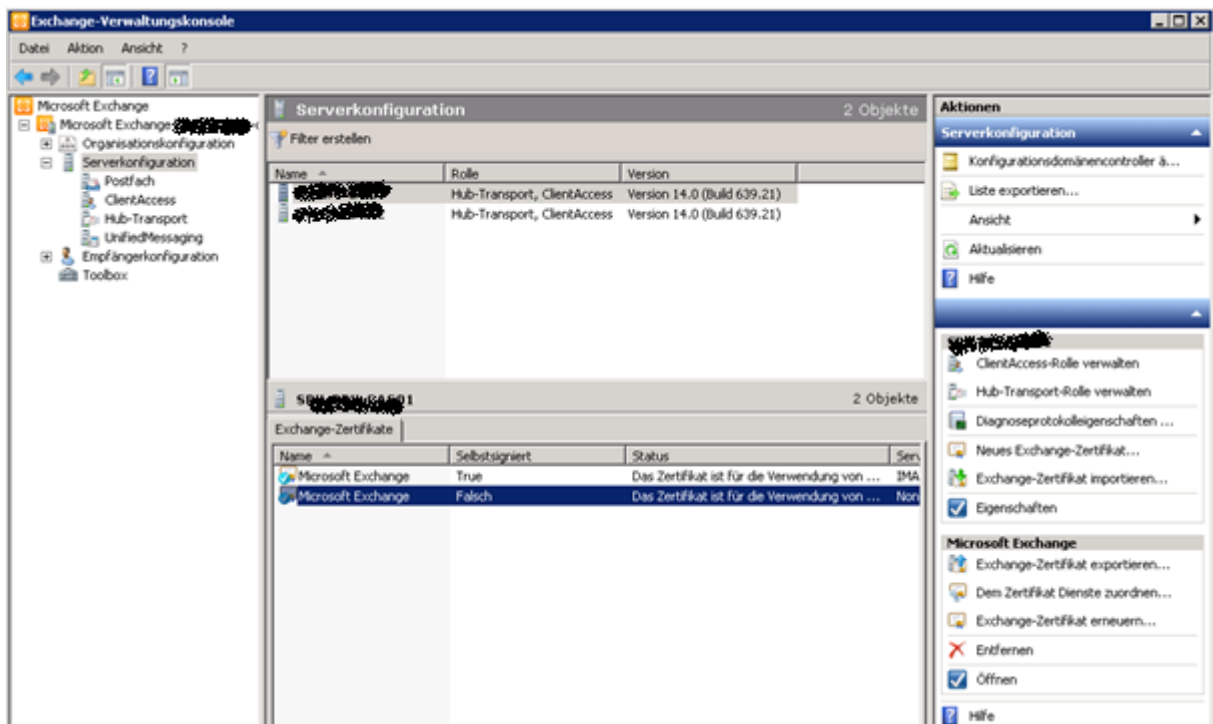 Exchange-Verwaltungskonsole
Datei Aktion Ansicht ?
Microsoft Exchange
Microsoft Exchange
Organisationskonfiguration
Serverkonfiguration
Postfach
ClientAccess
Hub-Transport
UnifiedMessaging
Empfängerkonfiguration
Toolbox
Serverkonfiguration 2 Objekte
Filter erstellen
Name Rolle Version
Hub-Transport, ClientAccess Version 14.0 (Build 639.21)
Hub-Transport, ClientAccess Version 14.0 (Build 639.21)
2 Objekte
Exchange-Zertifikate
Name Selbstsigniert Status Serv
Microsoft Exchange True Das Zertifikat ist für die Verwendung von ... IMA
Microsoft Exchange Falsch Das Zertifikat ist für die Verwendung von ... Non
Aktionen
Serverkonfiguration
Konfigurationsdomänencontroller ä...
Liste exportieren...
Ansicht
Aktualisieren
Hilfe
ClientAccess-Rolle verwalten
Hub-Transport-Rolle verwalten
Diagnoseprotokolleigenschaften ...
Neues Exchange-Zertifikat...
Exchange-Zertifikat importieren...
Eigenschaften
Microsoft Exchange
Exchange-Zertifikat exportieren...
Dem Zertifikat Dienste zuordnen...
Exchange-Zertifikat erneuern...
Entfernen
Öffnen
Hilfe